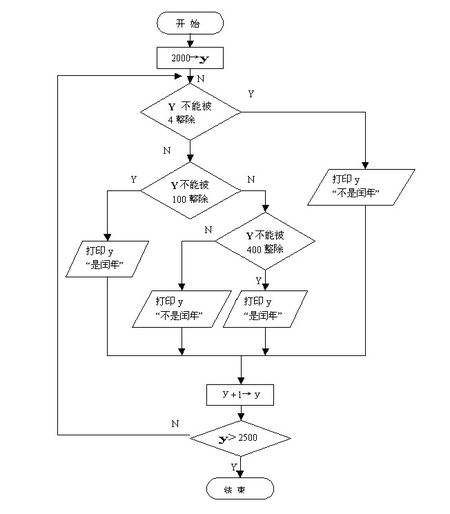 开 始
2000→y
N
Y 不能被
4 整除
Y
N
打印 y
“不是闰年”
Y
Y不能被
100 整除
N
N
Y不能被
400 整除
打印 y
“是闰年”
Y
打印 y
“不是闰年”
打印 y
“是闰年”
y+1→y
N
y>2500
Y
结 束